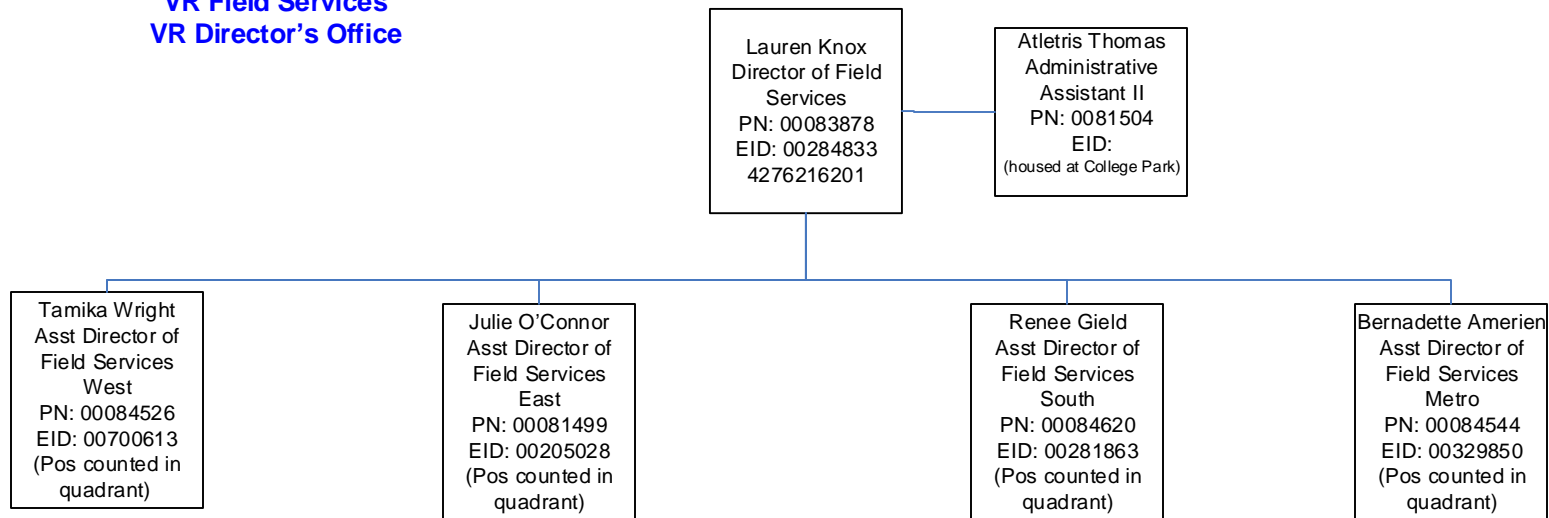 VR Field Services
VR Director's Office
Lauren Knox
Director of Field
Services
PN: 00083878
EID: 00284833
4276216201
Atletris Thomas
Administrative
Assistant II
PN: 0081504
EID:
(housed at College Park)
Tamika Wright
Asst Director of
Field Services
West
PN: 00084526
EID: 00700613
(Pos counted in
quadrant)
Julie O'Connor
Asst Director of
Field Services
East
PN: 00081499
EID: 00205028
(Pos counted in
quadrant)
Renee Gield
Asst Director of
Field Services
South
PN: 00084620
EID: 00281863
(Pos counted in
quadrant)
Bernadette Amerien
Asst Director of
Field Services
Metro
PN: 00084544
EID: 00329850
(Pos counted in
quadrant)